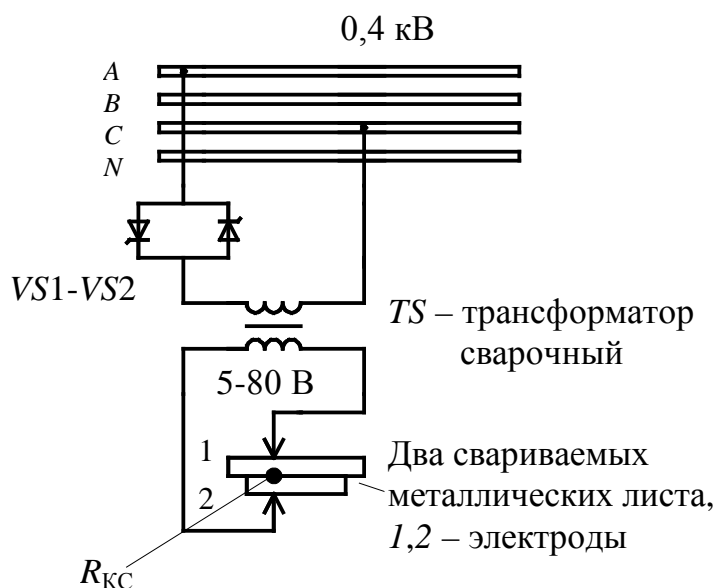 0,4 кВ
A
B
C
N
VS1-VS2
TS – трансформатор
сварочный
5-80 В
1
2
Два свариваемых
металлических листа,
1,2 – электроды
RКС